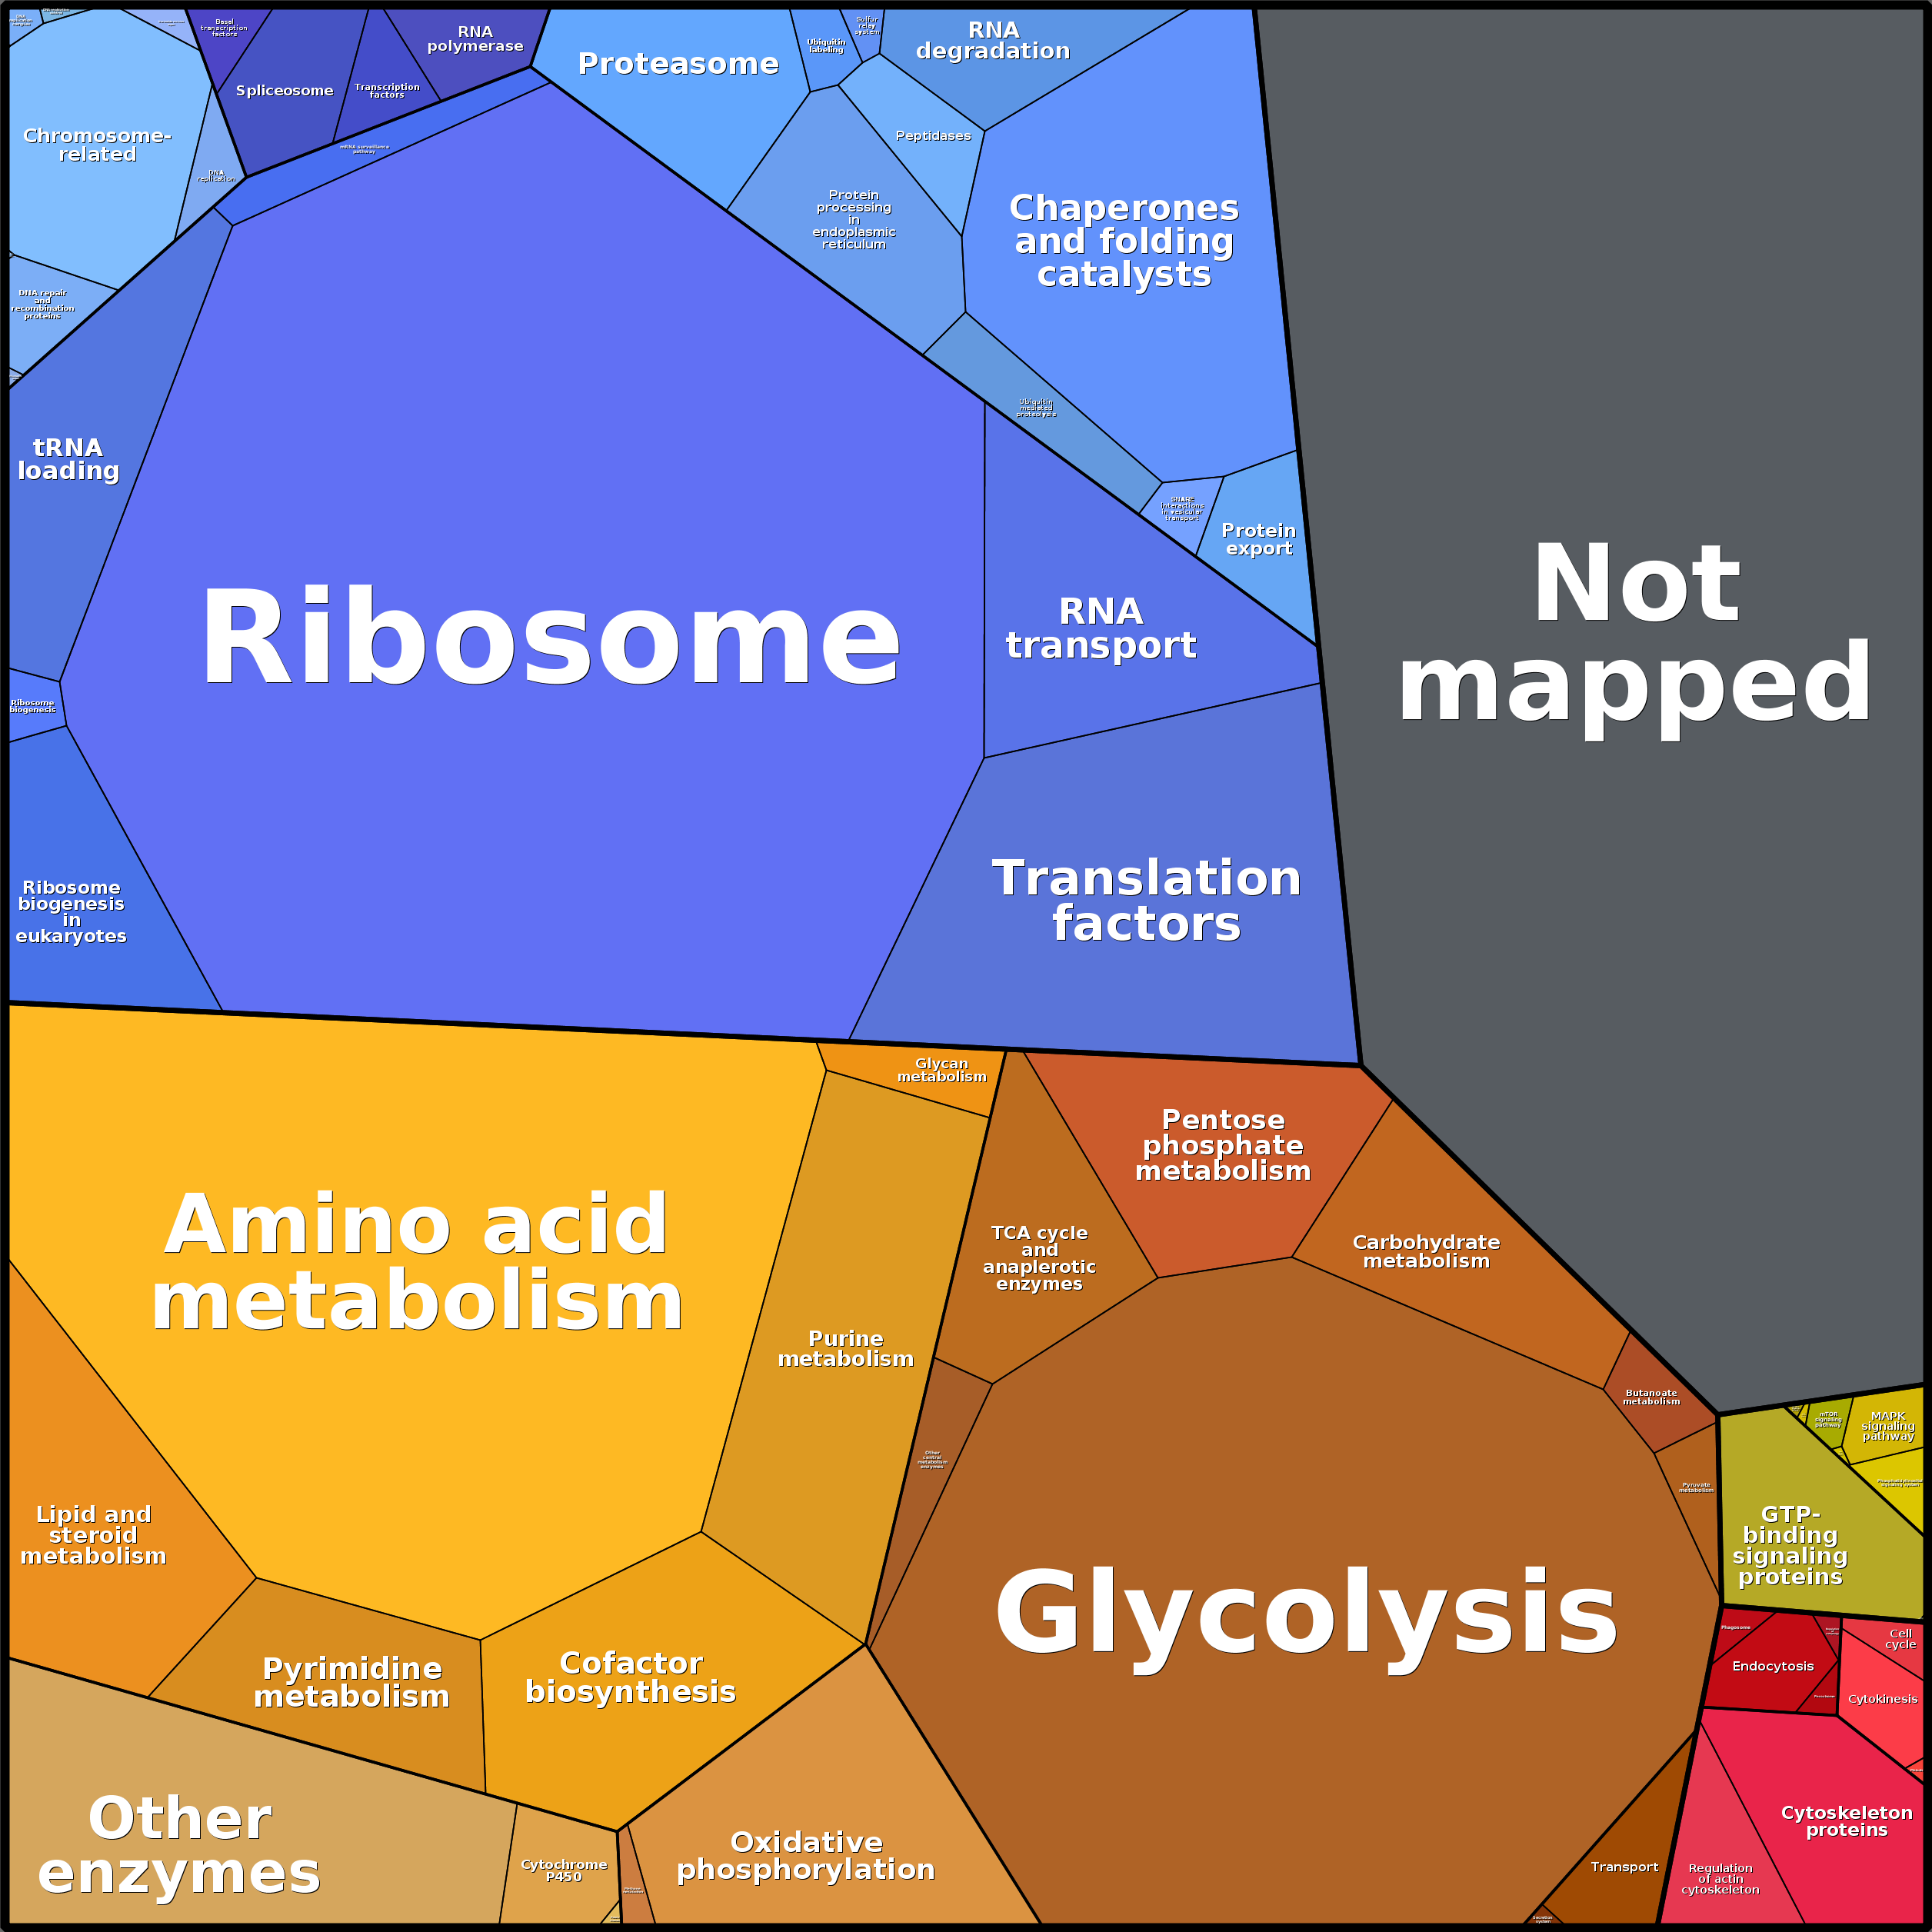 Basal
transcription
factors
Spliceosome
Transcription
factors
RNA
polymerase
Proteasome
Ubiquitin
labeling
Sulfur
relay
system
RNA
degradation
Peptidases
Protein
processing
in
endoplasmic
reticulum
Chaperones
and folding
catalysts
Chromosome-
related
DNA
replication
mRNA surveillance
pathway
DNA repair
and
recombination
proteins
tRNA
loading
Ubiquitin
mediated
proteolysis
SNARE
interactions
in vesicular
transport
Protein
export
Ribosome
RNA
transport
Not
mapped
Ribosome
biogenesis
Ribosome
biogenesis
in
eukaryotes
Translation
factors
Glycan
metabolism
Amino acid
metabolism
Purine
metabolism
Pentose
phosphate
metabolism
TCA cycle
and
anaplerotic
enzymes
Carbohydrate
metabolism
Butanoate
metabolism
Other
central
metabolism
enzymes
Pyruvate
metabolism
mTOR
signaling
pathway
MAPK
signaling
pathway
GTP-
binding
signaling
proteins
Lipid and
steroid
metabolism
Glycolysis
Pyrimidine
metabolism
Cofactor
biosynthesis
Phagosome
Endocytosis
Cell
cycle
Cytokinesis
Other
enzymes
Cytochrome
P450
Oxidative
phosphorylation
Transport
Secretion
system
Regulation
of actin
cytoskeleton
Cytoskeleton
proteins